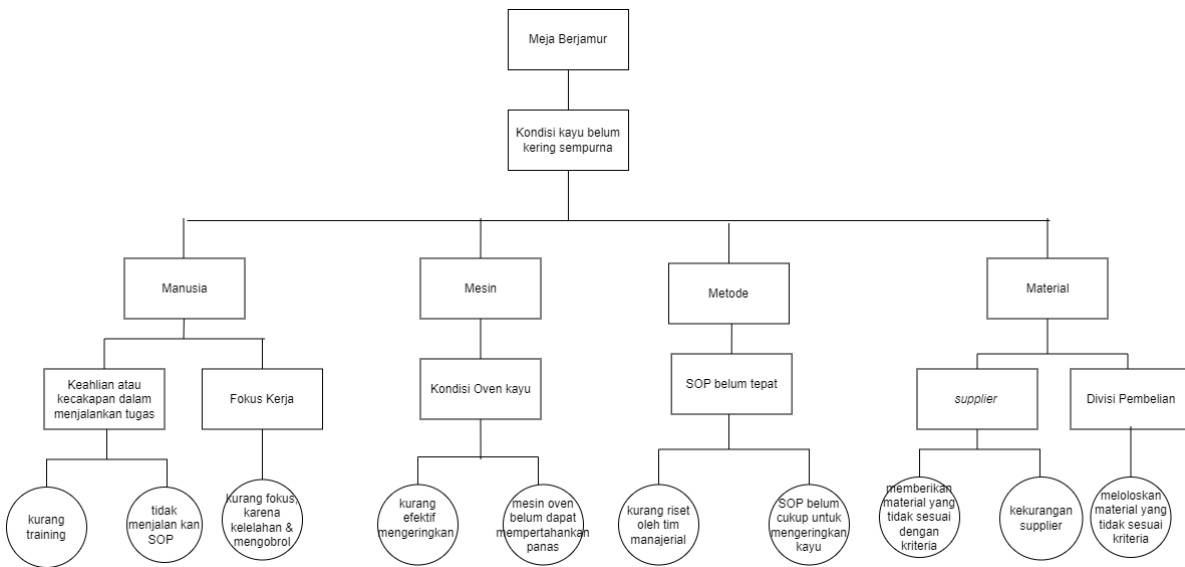 Meja Berjamur
Kondisi kayu belum
kering sempurna
Manusia
Mesin
Metode
Material
Keahlian atau
kecakapan dalam
menjalankan tugas
Fokus Kerja
Kondisi Oven kayu
SOP belum tepat
supplier
Divisi Pembelian
kurang
training
tidak
menjalan kan
SOP
kurang fokus,
karena
kelelahan &
mengobrol
kurang
efektif
mengeringkan
mesin oven
belum dapat
mempertahankan
panas
kurang riset
oleh tim
manajerial
SOP belum
cukup untuk
mengeringkan
kayu
memberikan
material yang
tidak sesuai
dengan
kriteria
kekurangan
supplier
meloloskan
material yang
tidak sesuai
kriteria